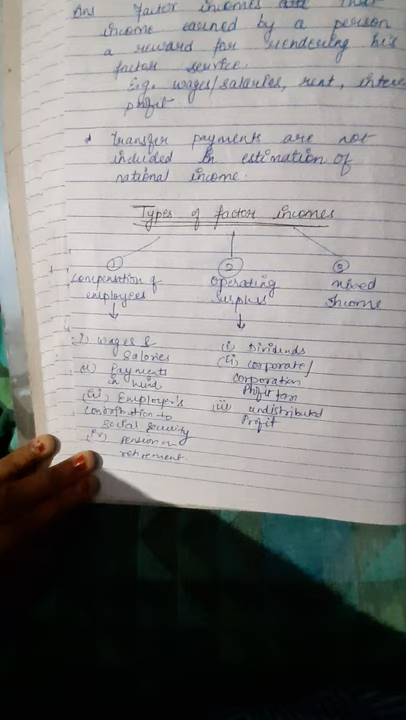 Ans Factor incomes are that
income earned by a person
a reward for rendering his
factor service.
E.g. wages/salaries, rent, intere
profit.
* Transfer payments are not
included in estimation of
national income.
Types of factor incomes
① ② ③
Compensation of employees
Operating surplus
mixed income
i) wages &
salaries
(ii) Payments
in kind
(iii) Employer's
contribution to
social security
(iv) Pension on
retirement
(i) Dividends
(ii) corporate/
corporation
Profit tax
iii) undistributed
Profit